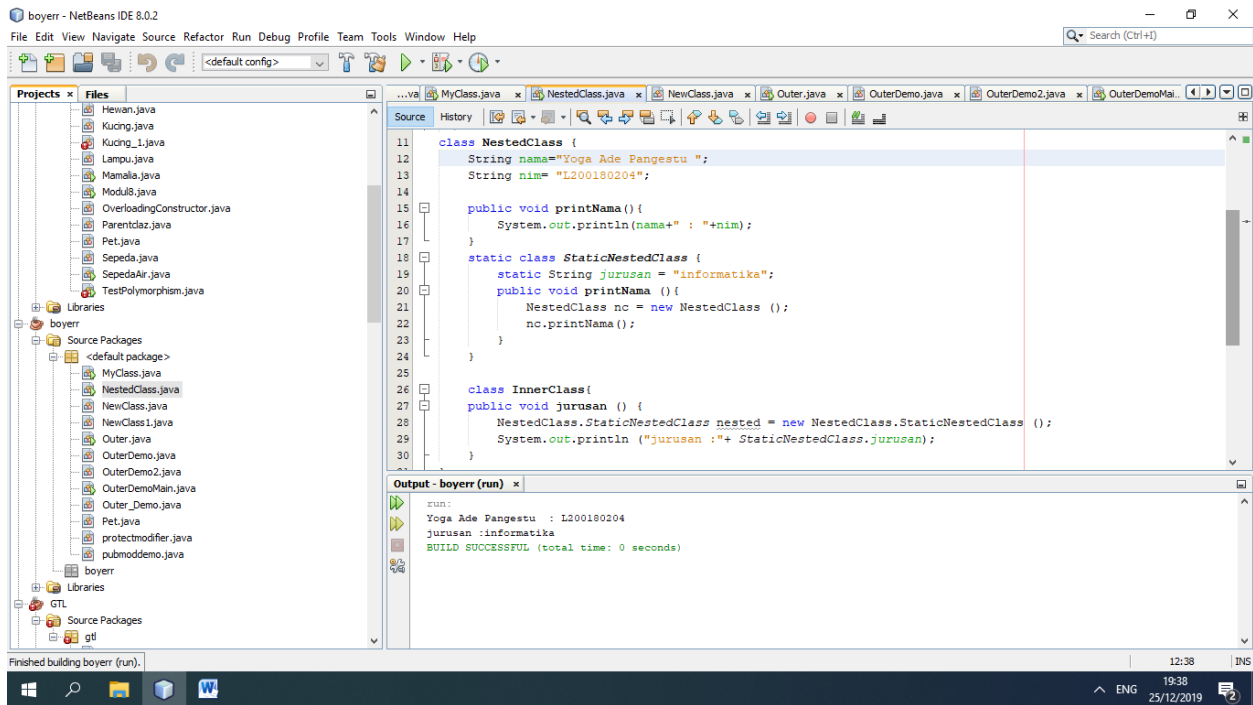 boyerr - NetBeans IDE 8.0.2
File Edit View Navigate Source Refactor Run Debug Profile Team Tools Window Help
Search (Ctrl+I)
<default config>
Projects x Files
Hewan.java
Kucing.java
Kucing_1.java
Lampu.java
Mamalia.java
Modul8.java
OverloadingConstructor.java
Parentclaz.java
Pet.java
Sepeda.java
SepedaAir.java
TestPolymorphism.java
Libraries
boyerr
Source Packages
<default package>
MyClass.java
NestedClass.java
NewClass.java
NewClass1.java
Outer.java
OuterDemo.java
OuterDemo2.java
OuterDemoMain.java
Outer_Demo.java
Pet.java
protectmodifier.java
pubmoddemo.java
boyerr
Libraries
GTL
Source Packages
gtl
...va MyClass.java x NestedClass.java x NewClass.java x Outer.java x OuterDemo.java x OuterDemo2.java x OuterDemoMai..
Source History
11 class NestedClass {
12 String nama="Yoga Ade Pangestu ";
13 String nim= "L200180204";
14
15 public void printNama(){
16 System.out.println(nama+" : "+nim);
17 }
18 static class StaticNestedClass {
19 static String jurusan = "informatika";
20 public void printNama (){
21 NestedClass nc = new NestedClass ();
22 nc.printNama();
23 }
24 }
25
26 class InnerClass{
27 public void jurusan () {
28 NestedClass.StaticNestedClass nested = new NestedClass.StaticNestedClass ();
29 System.out.println ("jurusan :"+ StaticNestedClass.jurusan);
30 }
Output - boyerr (run) x
run:
Yoga Ade Pangestu  : L200180204
jurusan :informatika
BUILD SUCCESSFUL (total time: 0 seconds)
Finished building boyerr (run).
12:38 INS
ENG
19:38
25/12/2019
2